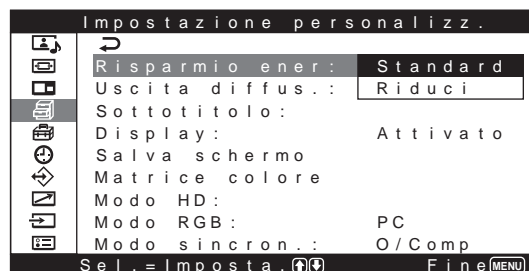 Impostazione personalizz.
Risparmio ener: Standard
Uscita diffus.: Riduci
Sottotitolo:
Display: Attivato
Salva schermo
Matrice colore
Modo HD:
Modo RGB: PC
Modo sincron.: O/Comp
Sel.= Imposta. Fine MENU